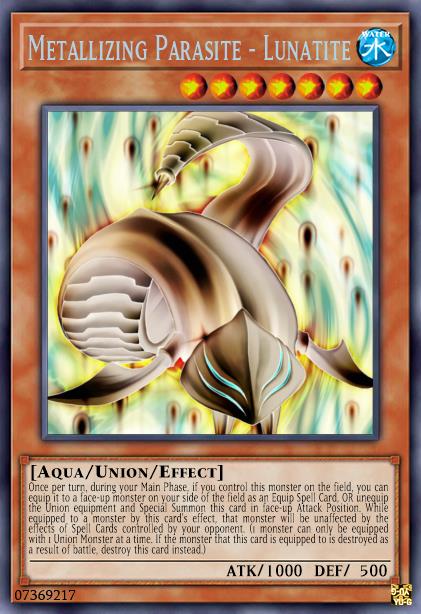 METALLIZING PARASITE - LUNATITE
WATER
水
[AQUA/UNION/EFFECT]
Once per turn, during your Main Phase, if you control this monster on the field, you can
equip it to a face-up monster on your side of the field as an Equip Spell Card, OR unequip
the Union equipment and Special Summon this card in face-up Attack Position. While
equipped to a monster by this card's effect, that monster will be unaffected by the
effects of Spell Cards controlled by your opponent. (1 monster can only be equipped
with 1 Union Monster at a time. If the monster that this card is equipped to is destroyed as
a result of battle, destroy this card instead.)
ATK/1000 DEF/ 500
07369217